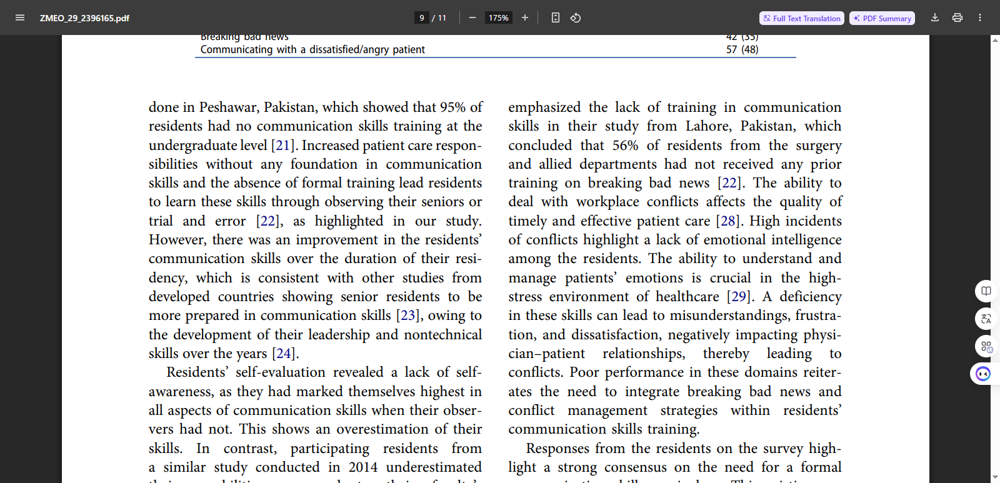 ZMEO_29_2396165.pdf
9 / 11
175%
Full Text Translation
PDF Summary
Breaking bad news 42 (35)
Communicating with a dissatisfied/angry patient 57 (48)
done in Peshawar, Pakistan, which showed that 95% of
residents had no communication skills training at the
undergraduate level [21]. Increased patient care respon-
sibilities without any foundation in communication
skills and the absence of formal training lead residents
to learn these skills through observing their seniors or
trial and error [22], as highlighted in our study.
However, there was an improvement in the residents’
communication skills over the duration of their resi-
dency, which is consistent with other studies from
developed countries showing senior residents to be
more prepared in communication skills [23], owing to
the development of their leadership and nontechnical
skills over the years [24].
Residents’ self-evaluation revealed a lack of self-
awareness, as they had marked themselves highest in
all aspects of communication skills when their obser-
vers had not. This shows an overestimation of their
skills. In contrast, participating residents from
a similar study conducted in 2014 underestimated
emphasized the lack of training in communication
skills in their study from Lahore, Pakistan, which
concluded that 56% of residents from the surgery
and allied departments had not received any prior
training on breaking bad news [22]. The ability to
deal with workplace conflicts affects the quality of
timely and effective patient care [28]. High incidents
of conflicts highlight a lack of emotional intelligence
among the residents. The ability to understand and
manage patients’ emotions is crucial in the high-
stress environment of healthcare [29]. A deficiency
in these skills can lead to misunderstandings, frustra-
tion, and dissatisfaction, negatively impacting physi-
cian–patient relationships, thereby leading to
conflicts. Poor performance in these domains reiter-
ates the need to integrate breaking bad news and
conflict management strategies within residents’
communication skills training.
Responses from the residents on the survey high-
light a strong consensus on the need for a formal